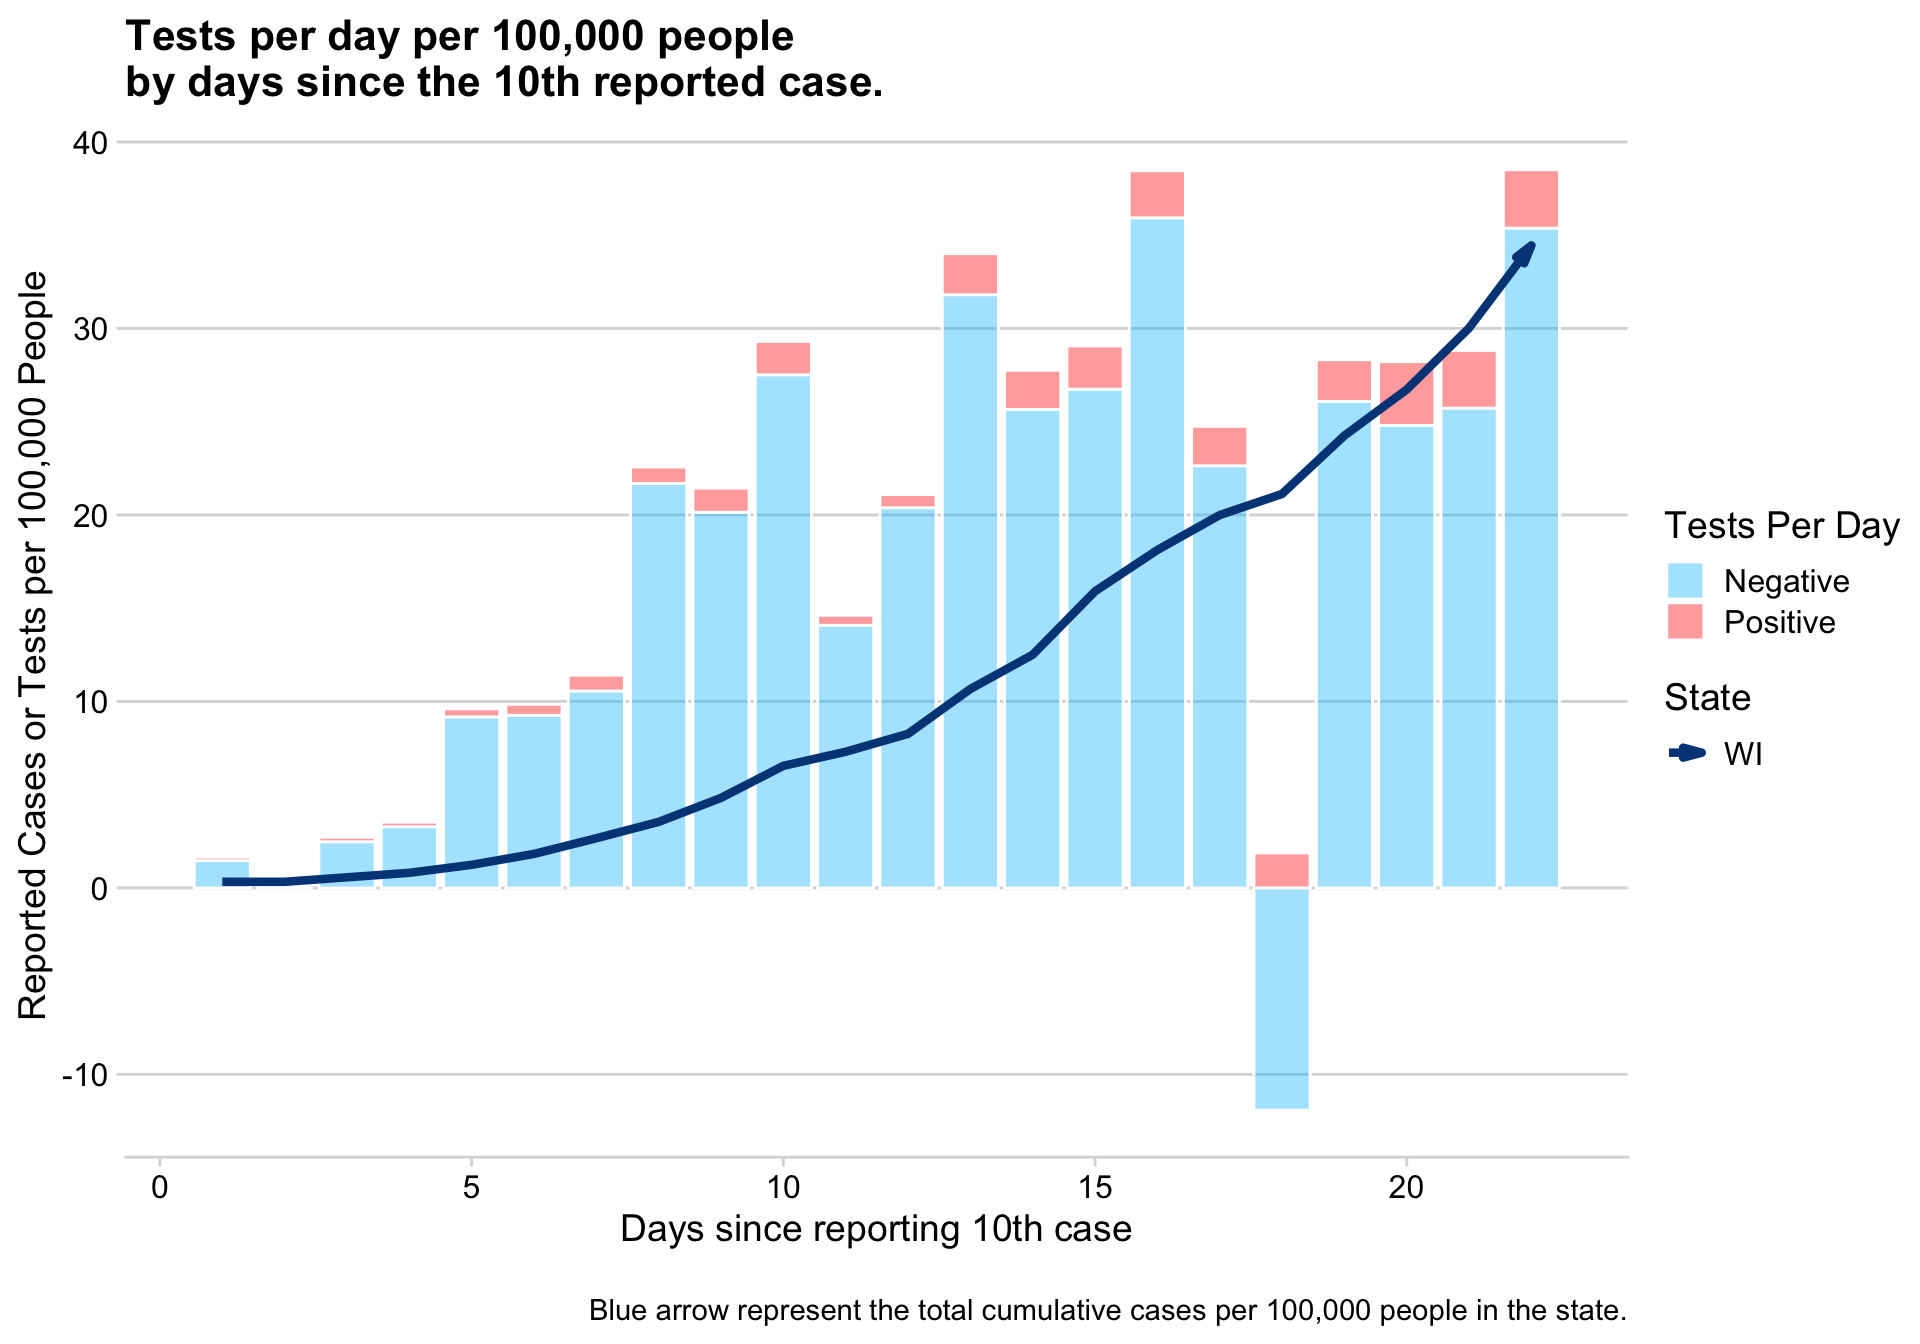 Tests per day per 100,000 people
by days since the 10th reported case.
Reported Cases or Tests per 100,000 People
40
30
20
10
0
-10
0
5
10
15
20
Days since reporting 10th case
Tests Per Day
Negative
Positive
State
WI
Blue arrow represent the total cumulative cases per 100,000 people in the state.